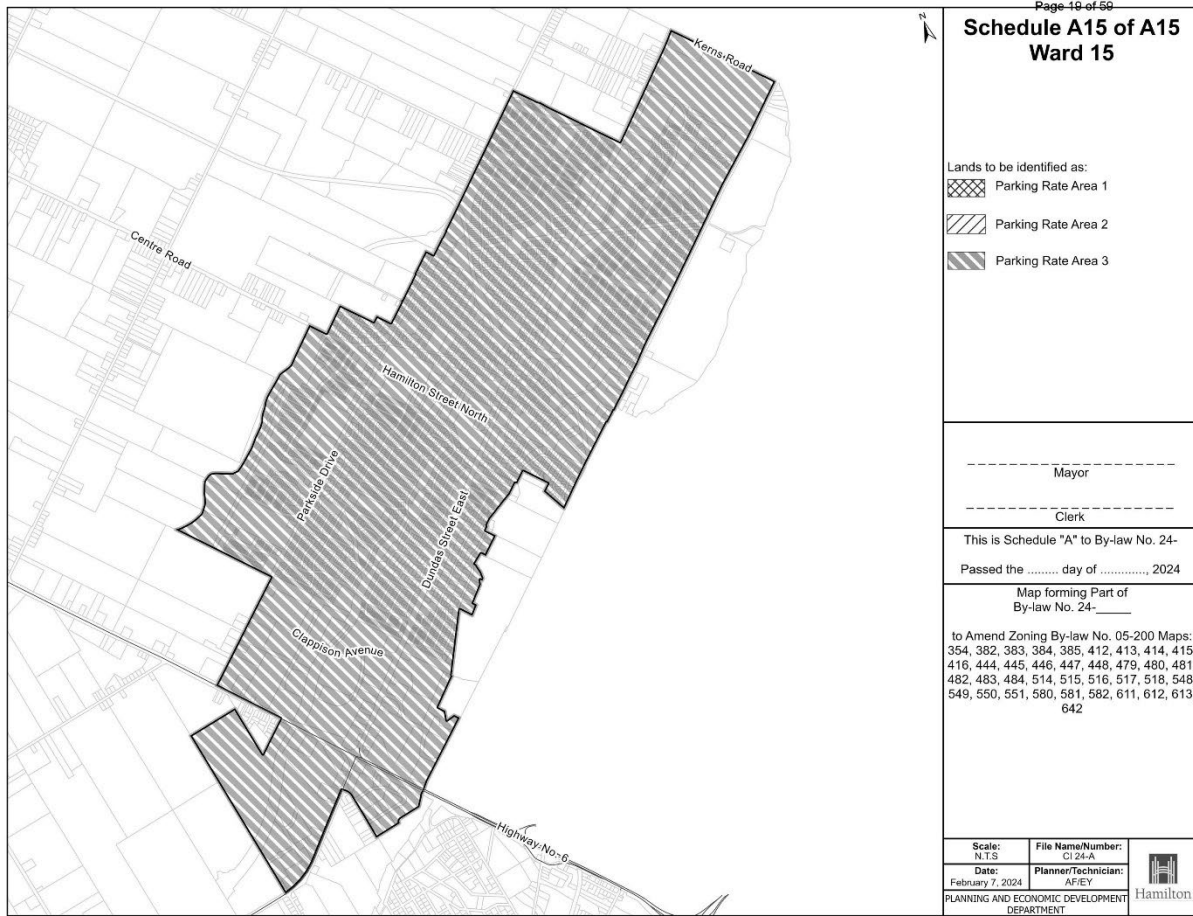 Page 19 of 59
Schedule A15 of A15
Ward 15
Lands to be identified as:
Parking Rate Area 1
Parking Rate Area 2
Parking Rate Area 3
Mayor
Clerk
This is Schedule "A" to By-law No. 24-
Passed the ......... day of ............., 2024
Map forming Part of
By-law No. 24-_____
to Amend Zoning By-law No. 05-200 Maps:
354, 382, 383, 384, 385, 412, 413, 414, 415
416, 444, 445, 446, 447, 448, 479, 480, 481
482, 483, 484, 514, 515, 516, 517, 518, 548
549, 550, 551, 580, 581, 582, 611, 612, 613
642
Scale:
N.T.S
File Name/Number:
CI 24-A
Date:
February 7, 2024
Planner/Technician:
AF/EY
PLANNING AND ECONOMIC DEVELOPMENT
DEPARTMENT
Hamilton
N
Kerns Road
Centre Road
Hamilton Street North
Parkside Drive
Dundas Street East
Clappison Avenue
Highway No. 6